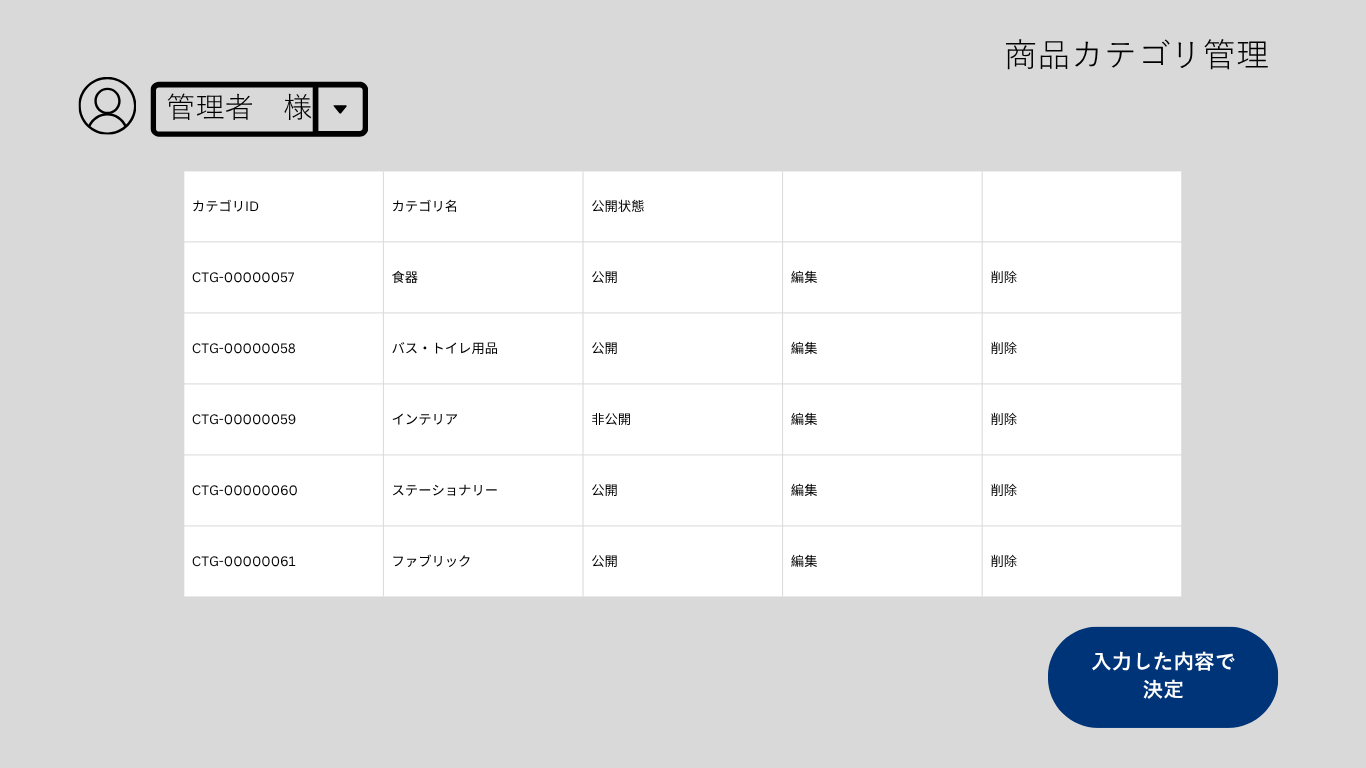 商品カテゴリ管理
管理者　様
カテゴリID カテゴリ名 公開状態
CTG-00000057 食器 公開 編集 削除
CTG-00000058 バス・トイレ用品 公開 編集 削除
CTG-00000059 インテリア 非公開 編集 削除
CTG-00000060 ステーショナリー 公開 編集 削除
CTG-00000061 ファブリック 公開 編集 削除
入力した内容で
決定